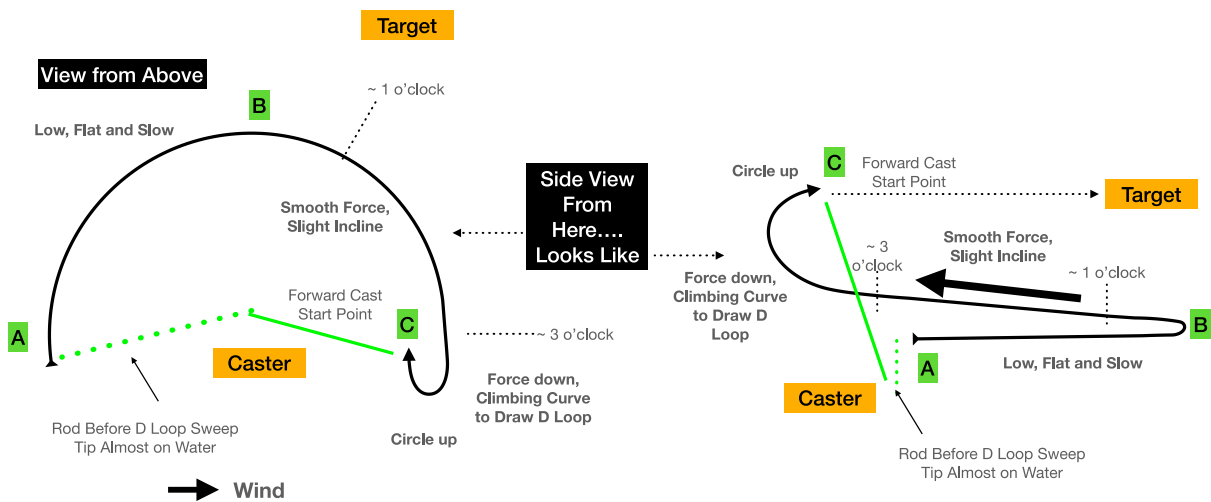 Target
View from Above
~ 1 o’clock
B
Low, Flat and Slow
Smooth Force,
Slight Incline
Forward Cast
Start Point
A
C
Caster
~ 3 o’clock
Force down,
Climbing Curve
to Draw D Loop
Circle up
Rod Before D Loop Sweep
Tip Almost on Water
Wind
Side View
From
Here....
Looks Like
C
Circle up
Forward Cast
Start Point
Target
~ 3
o’clock
Smooth Force,
Slight Incline
~ 1 o’clock
Force down,
Climbing Curve
to Draw D
Loop
B
A
Low, Flat and Slow
Caster
Rod Before D Loop Sweep
Tip Almost on Water